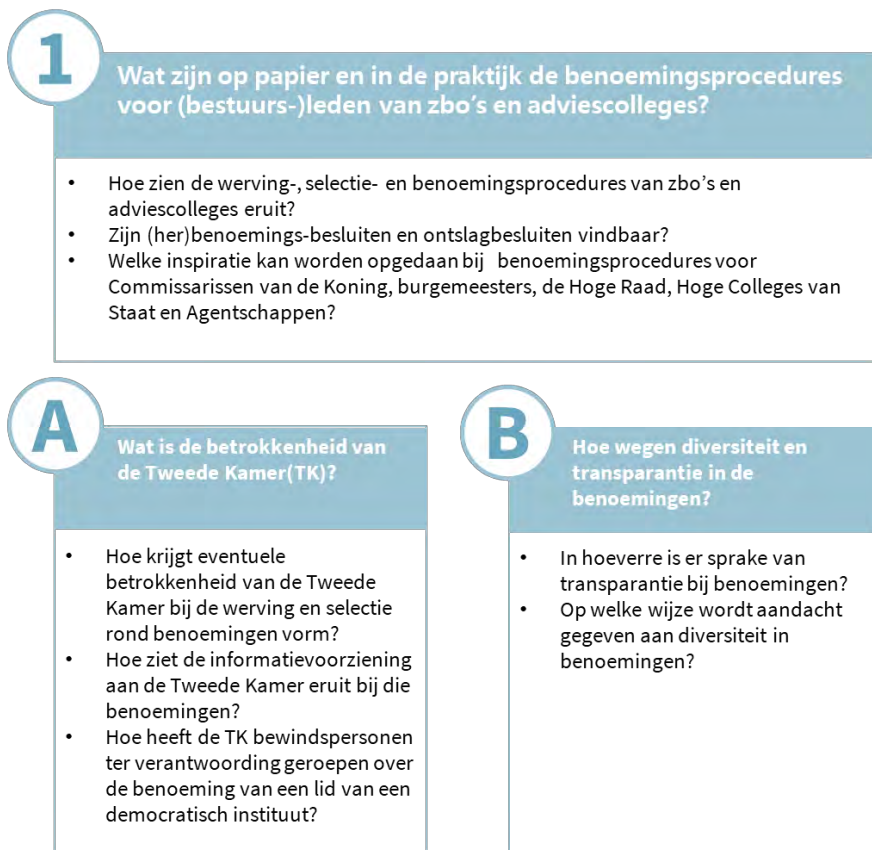 1
Wat zijn op papier en in de praktijk de benoemingsprocedures
voor (bestuurs-)leden van zbo's en adviescolleges?
• Hoe zien de werving-, selectie- en benoemingsprocedures van zbo's en
adviescolleges eruit?
• Zijn (her)benoemings-besluiten en ontslagbesluiten vindbaar?
• Welke inspiratie kan worden opgedaan bij benoemingsprocedures voor
Commissarissen van de Koning, burgemeesters, de Hoge Raad, Hoge Colleges van
Staat en Agentschappen?
A
Wat is de betrokkenheid van
de Tweede Kamer(TK)?
• Hoe krijgt eventuele
betrokkenheid van de Tweede
Kamer bij de werving en selectie
rond benoemingen vorm?
• Hoe ziet de informatievoorziening
aan de Tweede Kamer eruit bij die
benoemingen?
• Hoe heeft de TK bewindspersonen
ter verantwoording geroepen over
de benoeming van een lid van een
democratisch instituut?
B
Hoe wegen diversiteit en
transparantie in de
benoemingen?
• In hoeverre is er sprake van
transparantie bij benoemingen?
• Op welke wijze wordt aandacht
gegeven aan diversiteit in
benoemingen?